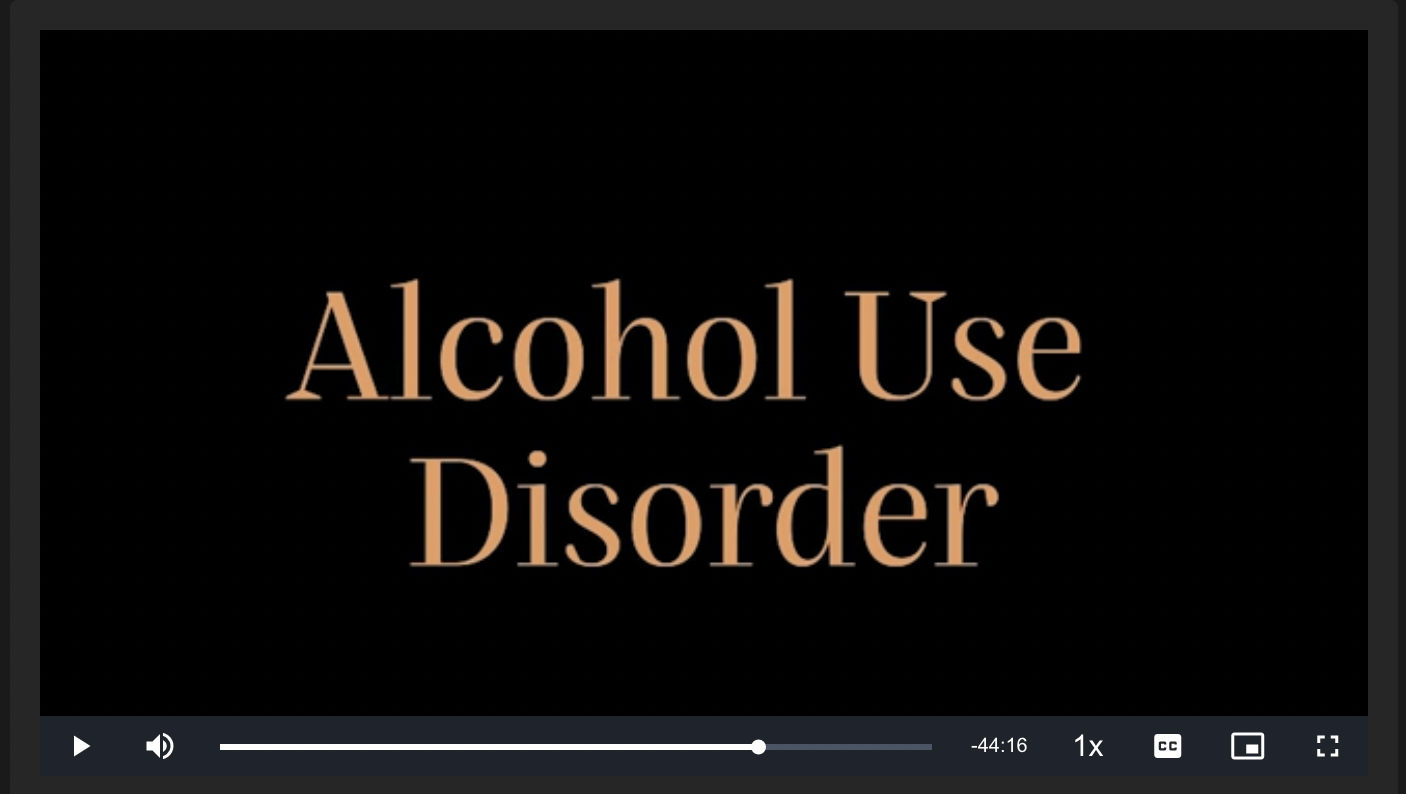 Alcohol Use
Disorder
-44:16
1x
CC